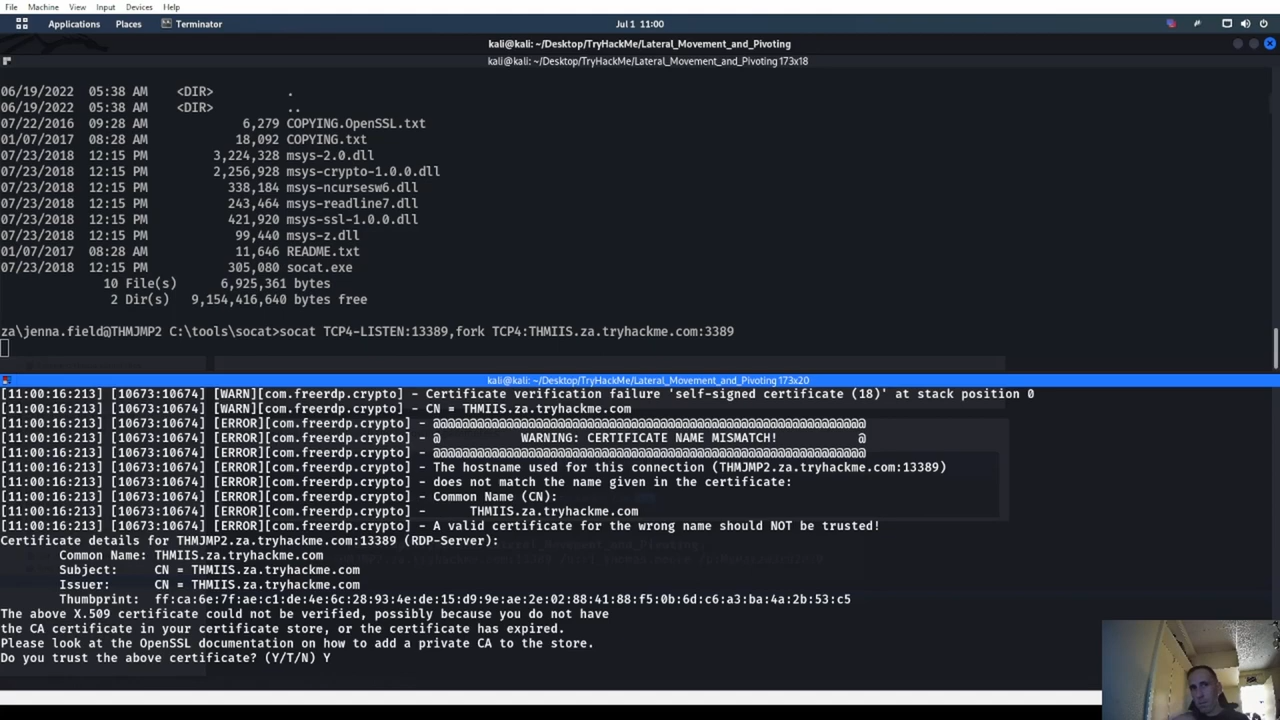 File Machine View Input Devices Help
Applications Places Terminator Jul 1 11:00
kali@kali: ~/Desktop/TryHackMe/Lateral_Movement_and_Pivoting
kali@kali: ~/Desktop/TryHackMe/Lateral_Movement_and_Pivoting 173x18
06/19/2022 05:38 AM <DIR> .
06/19/2022 05:38 AM <DIR> ..
07/22/2016 09:28 AM 6,279 COPYING.OpenSSL.txt
01/07/2017 08:28 AM 18,092 COPYING.txt
07/23/2018 12:15 PM 3,224,328 msys-2.0.dll
07/23/2018 12:15 PM 2,256,928 msys-crypto-1.0.0.dll
07/23/2018 12:15 PM 338,184 msys-ncursesw6.dll
07/23/2018 12:15 PM 243,464 msys-readline7.dll
07/23/2018 12:15 PM 421,920 msys-ssl-1.0.0.dll
07/23/2018 12:15 PM 99,440 msys-z.dll
01/07/2017 08:28 AM 11,646 README.txt
07/23/2018 12:15 PM 305,080 socat.exe
10 File(s) 6,925,361 bytes
2 Dir(s) 9,154,416,640 bytes free
za\jenna.field@THMJMP2 C:\tools\socat>socat TCP4-LISTEN:13389,fork TCP4:THMIIS.za.tryhackme.com:3389
kali@kali: ~/Desktop/TryHackMe/Lateral_Movement_and_Pivoting 173x20
[11:00:16:213] [10673:10674] [WARN][com.freerdp.crypto] - Certificate verification failure 'self-signed certificate (18)' at stack position 0
[11:00:16:213] [10673:10674] [WARN][com.freerdp.crypto] - CN = THMIIS.za.tryhackme.com
[11:00:16:213] [10673:10674] [ERROR][com.freerdp.crypto] - @@@@@@@@@@@@@@@@@@@@@@@@@@@@@@@@@@@@@@@@@@@@@@@@@@@@@@@@@@@
[11:00:16:213] [10673:10674] [ERROR][com.freerdp.crypto] - @ WARNING: CERTIFICATE NAME MISMATCH! @
[11:00:16:213] [10673:10674] [ERROR][com.freerdp.crypto] - @@@@@@@@@@@@@@@@@@@@@@@@@@@@@@@@@@@@@@@@@@@@@@@@@@@@@@@@@@@
[11:00:16:213] [10673:10674] [ERROR][com.freerdp.crypto] - The hostname used for this connection (THMJMP2.za.tryhackme.com:13389)
[11:00:16:213] [10673:10674] [ERROR][com.freerdp.crypto] - does not match the name given in the certificate:
[11:00:16:213] [10673:10674] [ERROR][com.freerdp.crypto] - Common Name (CN):
[11:00:16:213] [10673:10674] [ERROR][com.freerdp.crypto] - THMIIS.za.tryhackme.com
[11:00:16:213] [10673:10674] [ERROR][com.freerdp.crypto] - A valid certificate for the wrong name should NOT be trusted!
Certificate details for THMJMP2.za.tryhackme.com:13389 (RDP-Server):
Common Name: THMIIS.za.tryhackme.com
Subject: CN = THMIIS.za.tryhackme.com
Issuer: CN = THMIIS.za.tryhackme.com
Thumbprint: ff:ca:6e:7f:ae:c1:de:4e:6c:28:93:4e:de:15:d9:9e:ae:2e:02:88:41:88:f5:0b:6d:c6:a3:ba:4a:2b:53:c5
The above X.509 certificate could not be verified, possibly because you do not have
the CA certificate in your certificate store, or the certificate has expired.
Please look at the OpenSSL documentation on how to add a private CA to the store.
Do you trust the above certificate? (Y/T/N) Y